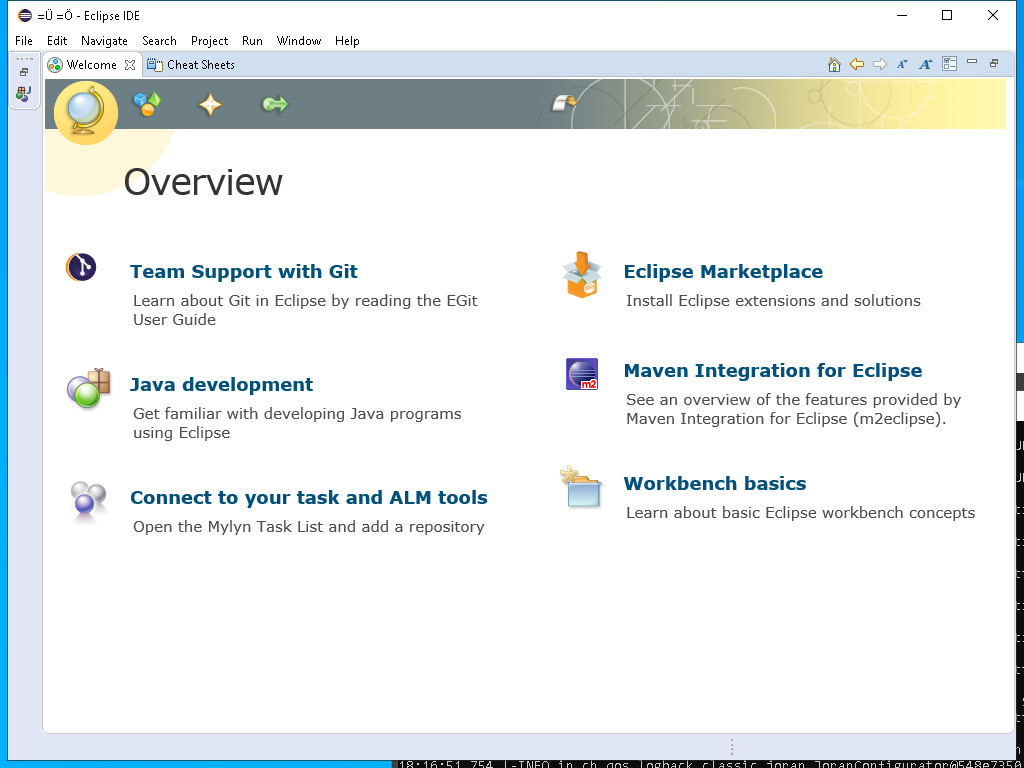 =Ü =Ö - Eclipse IDE
File Edit Navigate Search Project Run Window Help
Welcome Cheat Sheets
Overview
Team Support with Git
Learn about Git in Eclipse by reading the EGit
User Guide
Eclipse Marketplace
Install Eclipse extensions and solutions
Java development
Get familiar with developing Java programs
using Eclipse
Maven Integration for Eclipse
See an overview of the features provided by
Maven Integration for Eclipse (m2eclipse).
m2
Connect to your task and ALM tools
Open the Mylyn Task List and add a repository
Workbench basics
Learn about basic Eclipse workbench concepts
18:16:51,754 |-INFO in ch.qos.logback.classic.joran.JoranConfigurator@548e7350